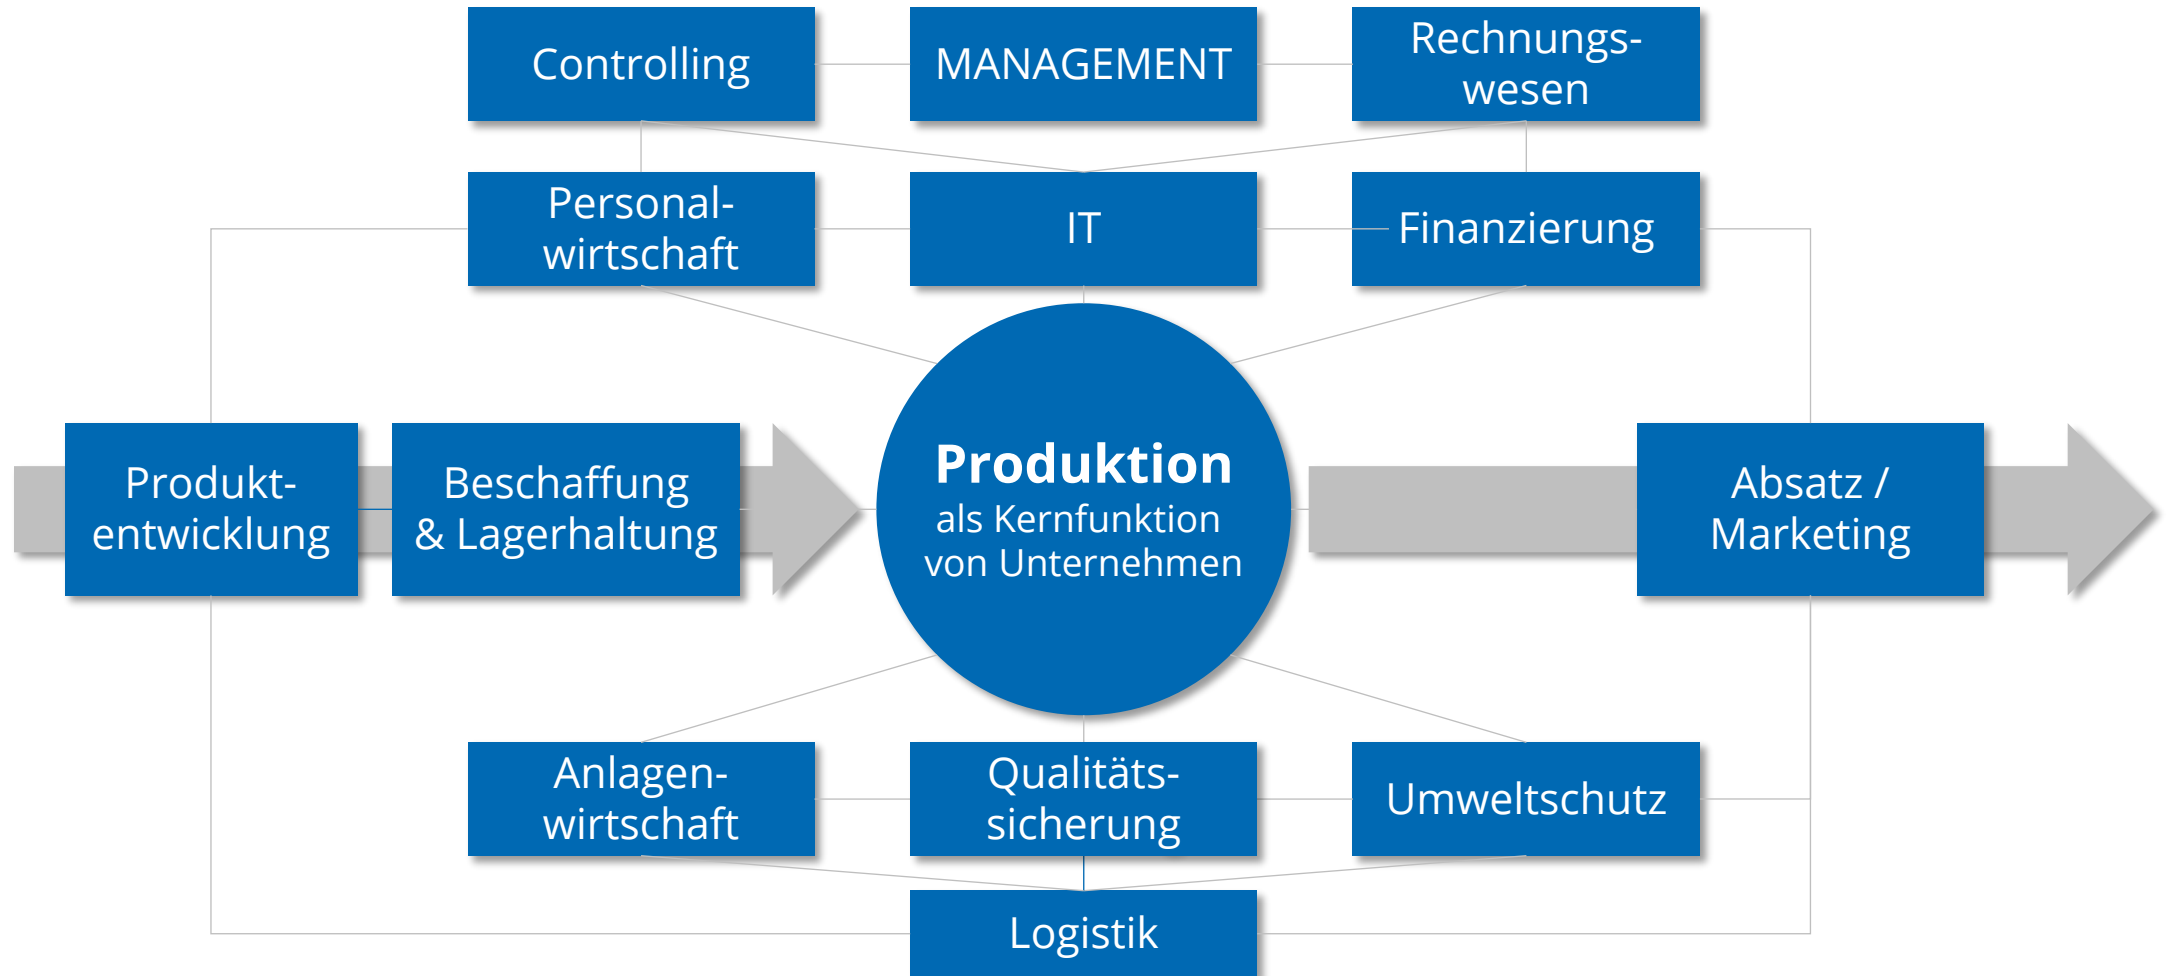 Controlling
MANAGEMENT
Rechnungs-
wesen
Personal-
wirtschaft
IT
Finanzierung
Produkt-
entwicklung
Beschaffung
& Lagerhaltung
Produktion
als Kernfunktion
von Unternehmen
Absatz /
Marketing
Anlagen-
wirtschaft
Qualitäts-
sicherung
Umweltschutz
Logistik